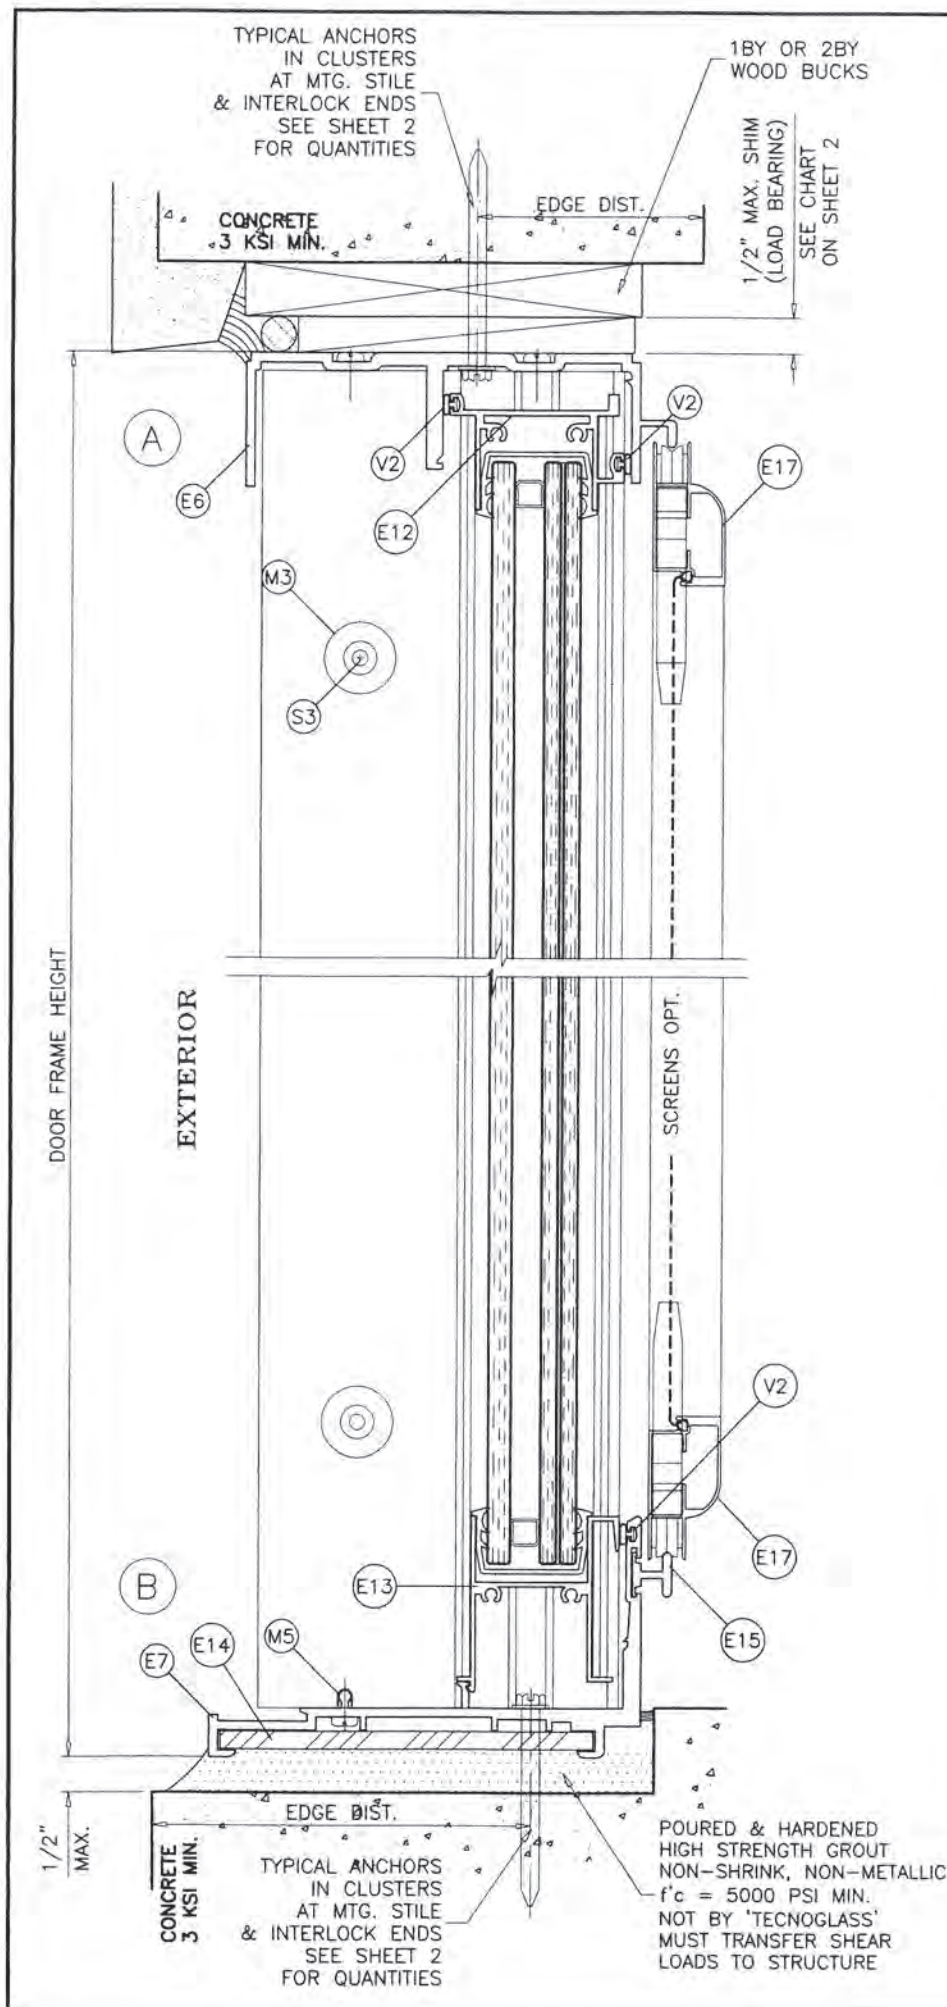 TYPICAL ANCHORS
IN CLUSTERS
AT MTG. STILE
& INTERLOCK ENDS
SEE SHEET 2
FOR QUANTITIES
1BY OR 2BY
WOOD BUCKS
1/2" MAX. SHIM
(LOAD BEARING)
SEE CHART
ON SHEET 2
EDGE DIST.
CONCRETE
3 KSI MIN.
A
V2
V2
E6
E12
E17
M3
S3
DOOR FRAME HEIGHT
EXTERIOR
SCREENS OPT.
V2
E17
B
E13
E15
E14
M5
E7
1/2"
MAX.
EDGE DIST.
CONCRETE
3 KSI MIN.
TYPICAL ANCHORS
IN CLUSTERS
AT MTG. STILE
& INTERLOCK ENDS
SEE SHEET 2
FOR QUANTITIES
POURED & HARDENED
HIGH STRENGTH GROUT
NON-SHRINK, NON-METALLIC
f'c = 5000 PSI MIN.
NOT BY 'TECNOGLASS'
MUST TRANSFER SHEAR
LOADS TO STRUCTURE